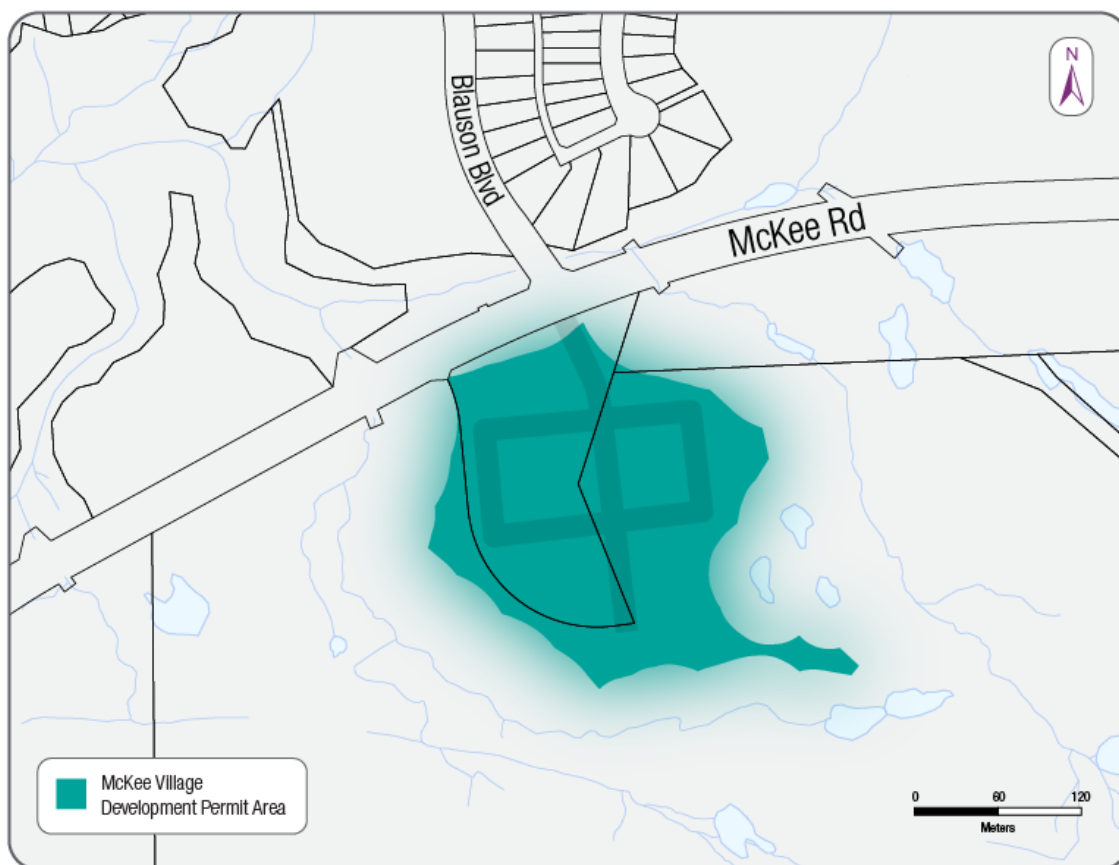 N
Blauson Blvd
McKee Rd
McKee Village
Development Permit Area
0 60 120
Meters